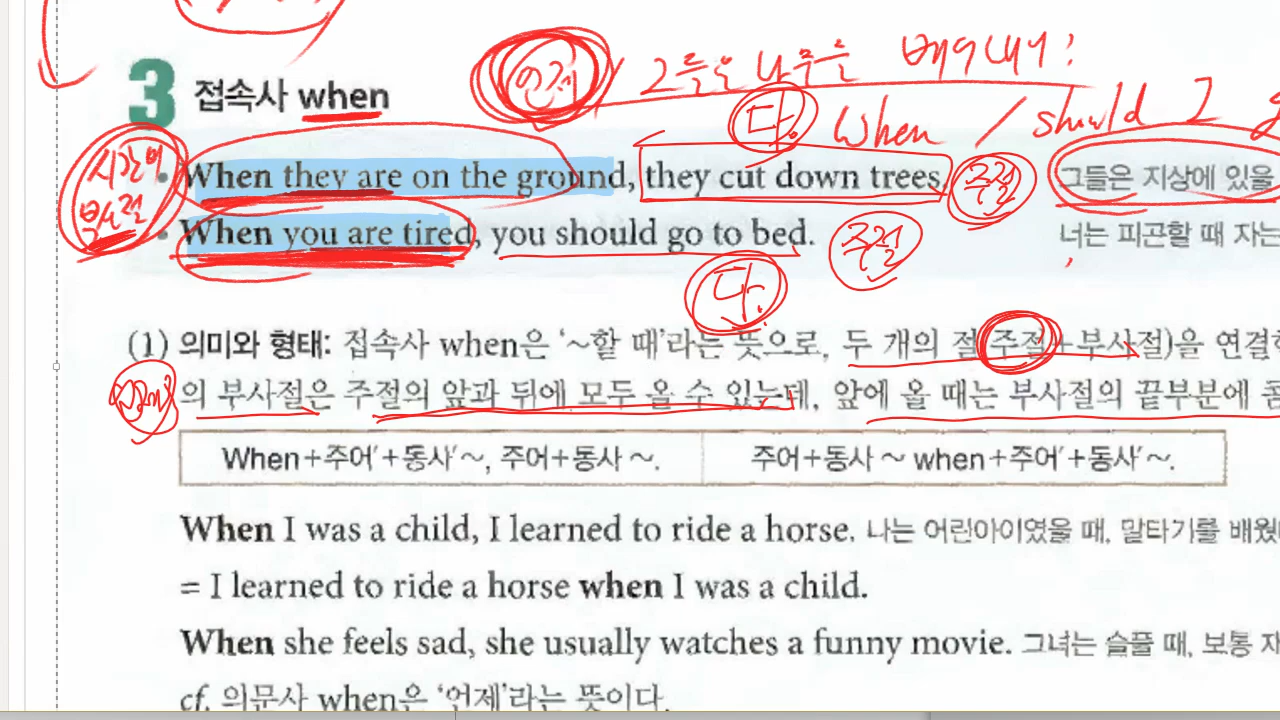 언제 그들은 나무를 베어내?
3 접속사 when
다. when / should 2
시간의 부사절
• When they are on the ground, they cut down trees. 주절 그들은 지상에 있을
• When you are tired, you should go to bed. 주절 너는 피곤할 때 자는
다.
(1) 의미와 형태: 접속사 when은 ‘~할 때’라는 뜻으로, 두 개의 절(주절+부사절)을 연결
의 부사절은 주절의 앞과 뒤에 모두 올 수 있는데, 앞에 올 때는 부사절의 끝부분에 콤
When+주어′+동사′~, 주어+동사 ~. 주어+동사 ~ when+주어′+동사′~.
When I was a child, I learned to ride a horse. 나는 어린아이였을 때, 말타기를 배웠
= I learned to ride a horse when I was a child.
When she feels sad, she usually watches a funny movie. 그녀는 슬플 때, 보통 재
cf. 의문사 when은 ‘언제’라는 뜻이다.